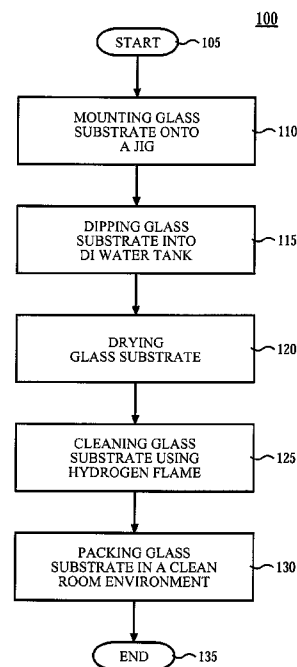 100
START
105
MOUNTING GLASS
SUBSTRATE ONTO
A JIG
110
DIPPING GLASS
SUBSTRATE INTO
DI WATER TANK
115
DRYING
GLASS SUBSTRATE
120
CLEANING GLASS
SUBSTRATE USING
HYDROGEN FLAME
125
PACKING GLASS
SUBSTRATE IN A CLEAN
ROOM ENVIRONMENT
130
END
135